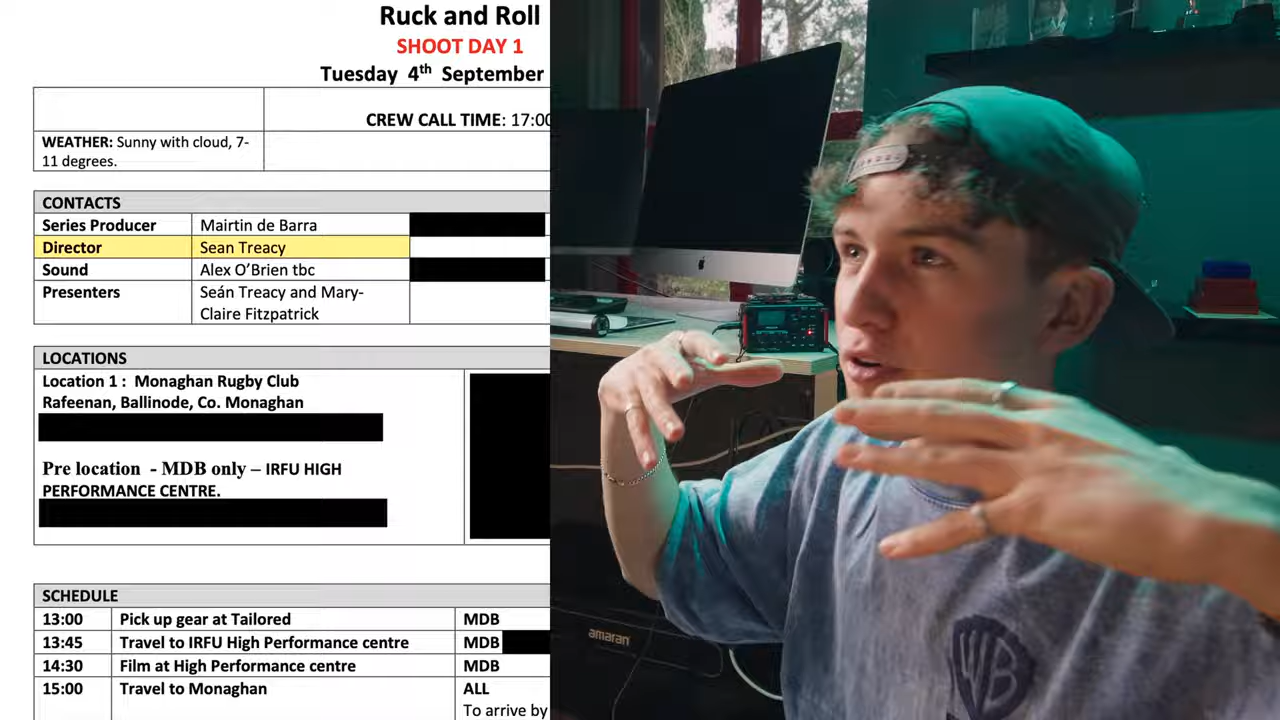 Ruck and Roll
SHOOT DAY 1
Tuesday 4th September
CREW CALL TIME: 17:00
WEATHER: Sunny with cloud, 7-
11 degrees.
CONTACTS
Series Producer Mairtin de Barra
Director Sean Treacy
Sound Alex O’Brien tbc
Presenters Seán Treacy and Mary-
Claire Fitzpatrick
LOCATIONS
Location 1 : Monaghan Rugby Club
Rafeenan, Ballinode, Co. Monaghan
Pre location - MDB only – IRFU HIGH
PERFORMANCE CENTRE.
SCHEDULE
13:00 Pick up gear at Tailored MDB
13:45 Travel to IRFU High Performance centre MDB
14:30 Film at High Performance centre MDB
15:00 Travel to Monaghan ALL
To arrive by
amaran
WB